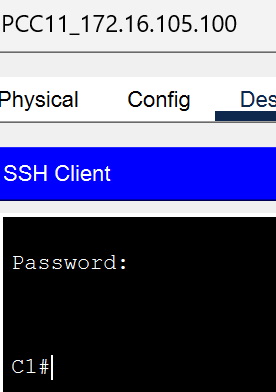 PCC11_172.16.105.100
Physical Config Des
SSH Client
Password:
C1#